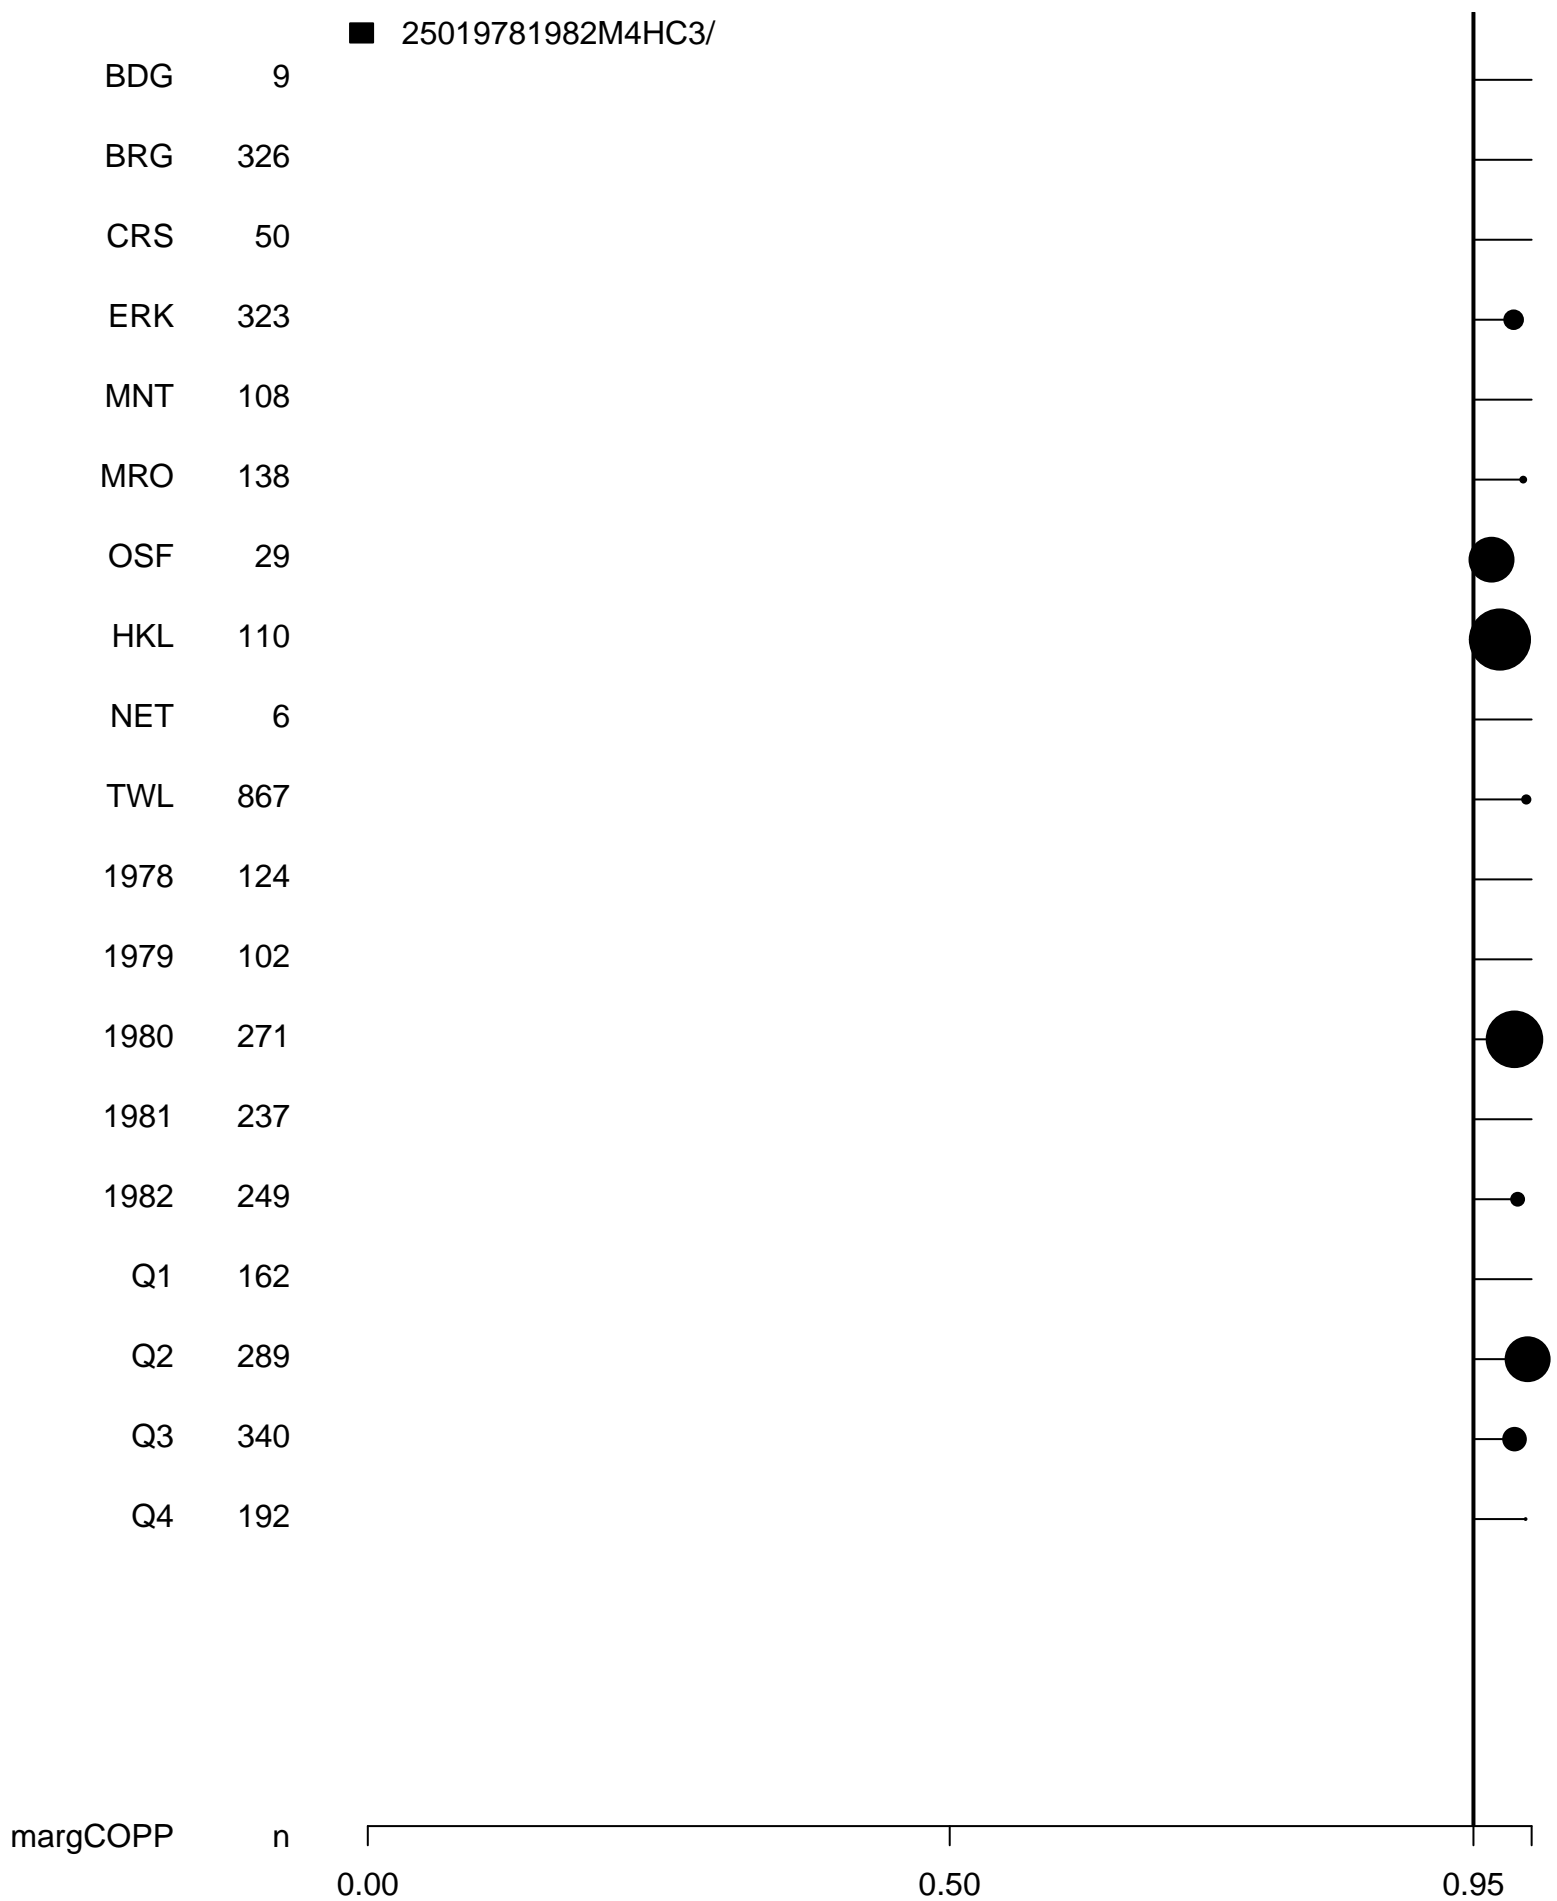 25019781982M4HC3/
BDG 9
BRG 326
CRS 50
ERK 323
MNT 108
MRO 138
OSF 29
HKL 110
NET 6
TWL 867
1978 124
1979 102
1980 271
1981 237
1982 249
Q1 162
Q2 289
Q3 340
Q4 192
margCOPP n
0.00 0.50 0.95